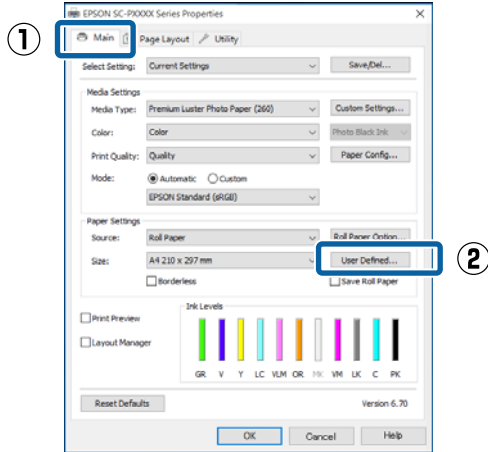 EPSON SC-PXXXX Series Properties
①
Main Page Layout Utility
Select Setting: Current Settings Save/Del...
Media Settings
Media Type: Premium Luster Photo Paper (260) Custom Settings...
Color: Color Photo Black Ink
Print Quality: Quality Paper Config...
Mode: Automatic Custom
EPSON Standard (sRGB)
Paper Settings
Source: Roll Paper Roll Paper Option...
Size: A4 210 x 297 mm User Defined...
②
Borderless Save Roll Paper
Ink Levels
Print Preview
Layout Manager
GR V Y LC VLM OR MK VM LK C PK
Reset Defaults Version 6.70
OK Cancel Help